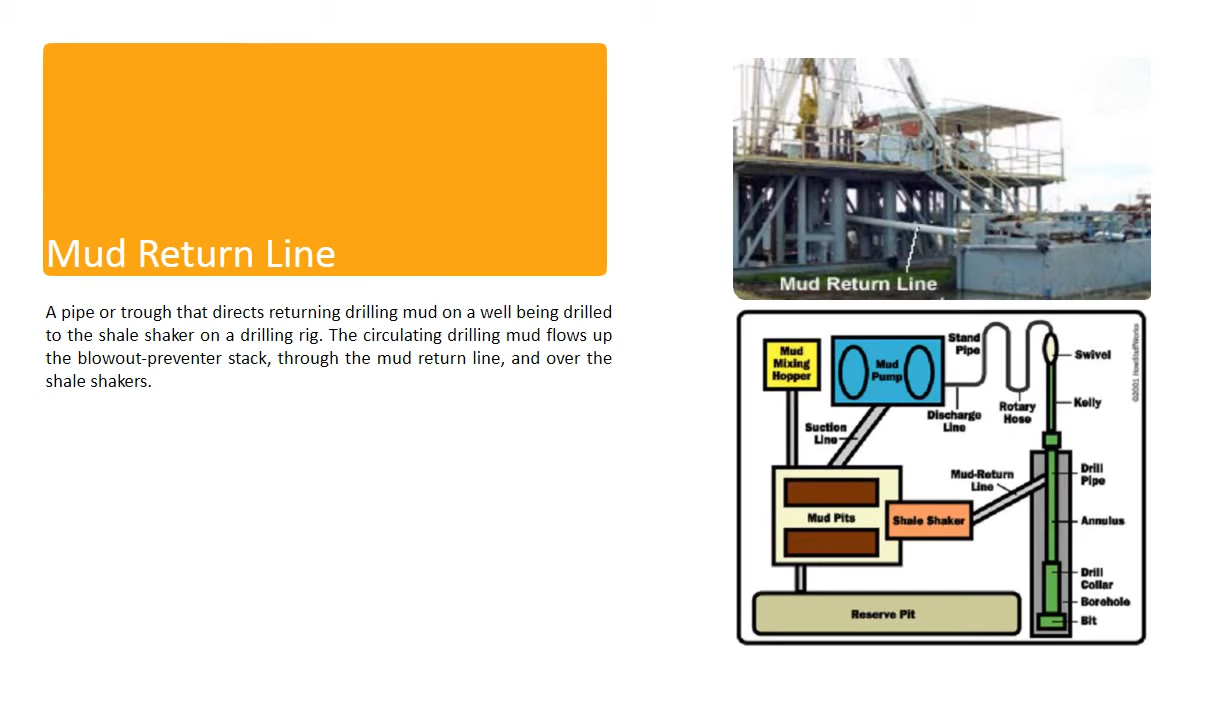 Mud Return Line
A pipe or trough that directs returning drilling mud on a well being drilled
to the shale shaker on a drilling rig. The circulating drilling mud flows up
the blowout-preventer stack, through the mud return line, and over the
shale shakers.
Mud Return Line
Mud
Mixing
Hopper
Mud
Pump
Stand
Pipe
Swivel
©2001 HowStuffWorks
Kelly
Discharge
Line
Rotary
Hose
Suction
Line
Mud-Return
Line
Drill
Pipe
Mud Pits
Shale Shaker
Annulus
Drill
Collar
Borehole
Bit
Reserve Pit